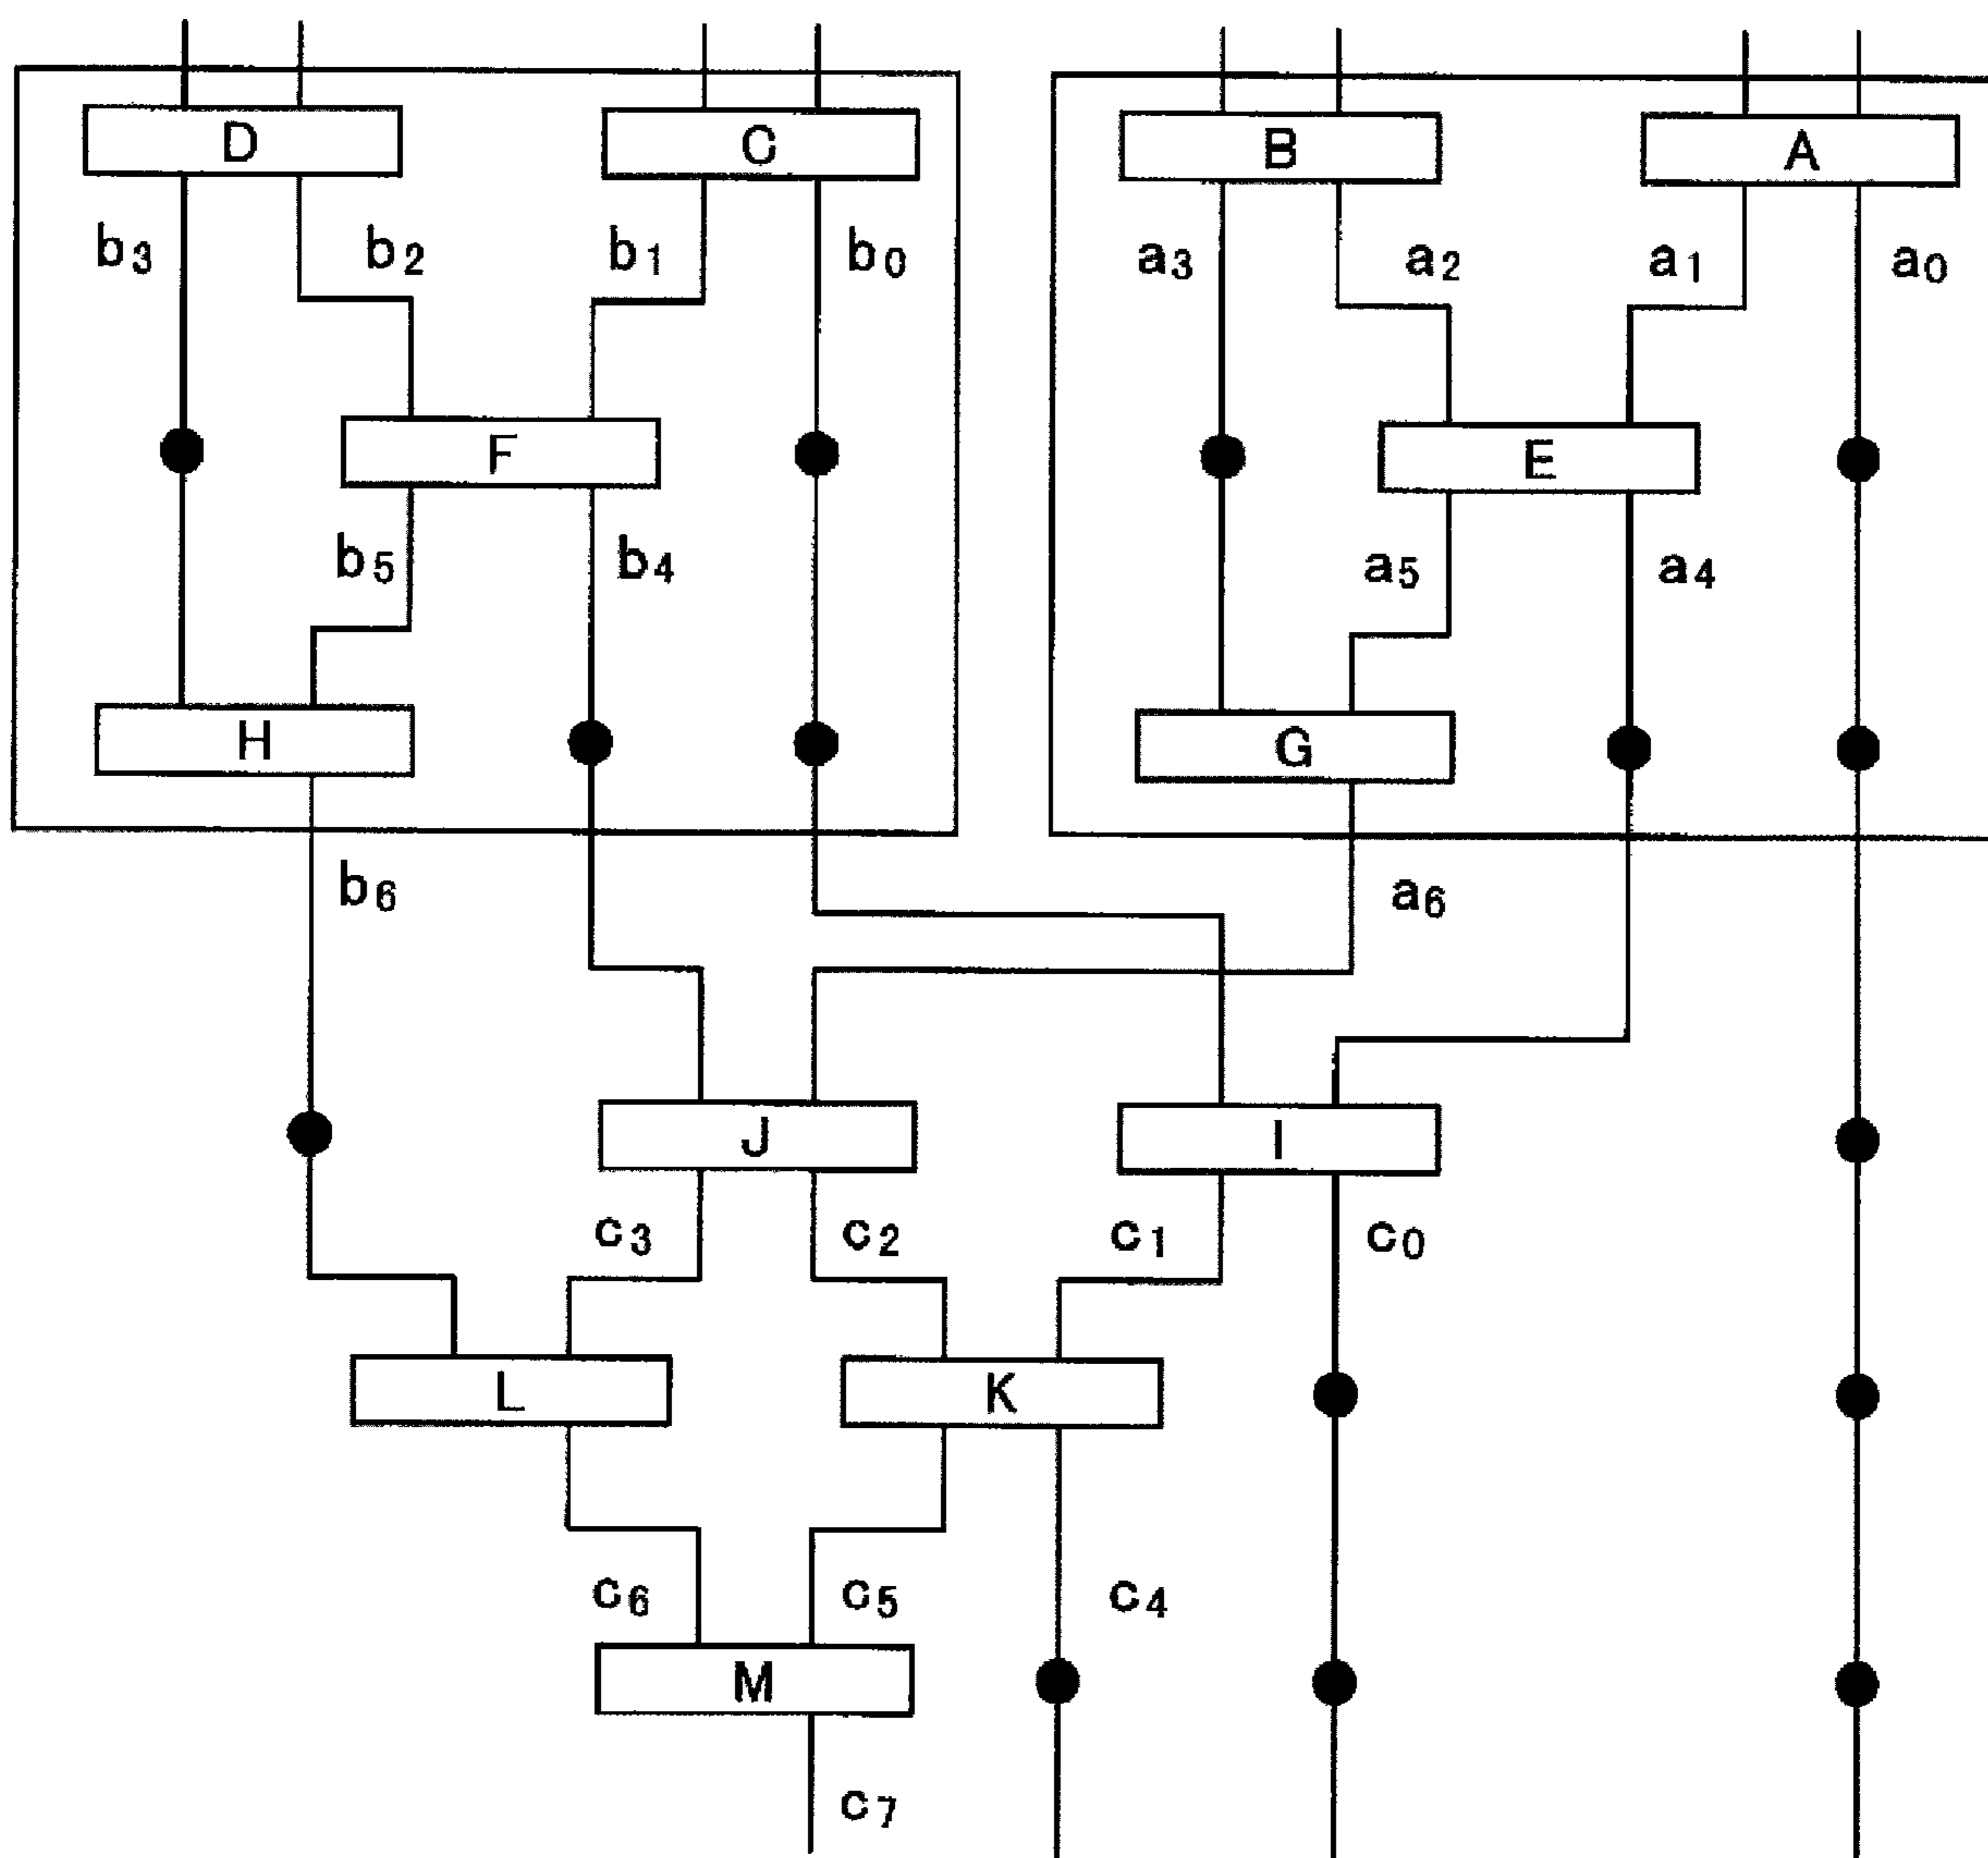 D C B A
b3 b2 b1 b0 a3 a2 a1 a0
F E
b5 b4 a5 a4
H G
b6 a6
J I
c3 c2 c1 c0
L K
c6 c5 c4
M
c7